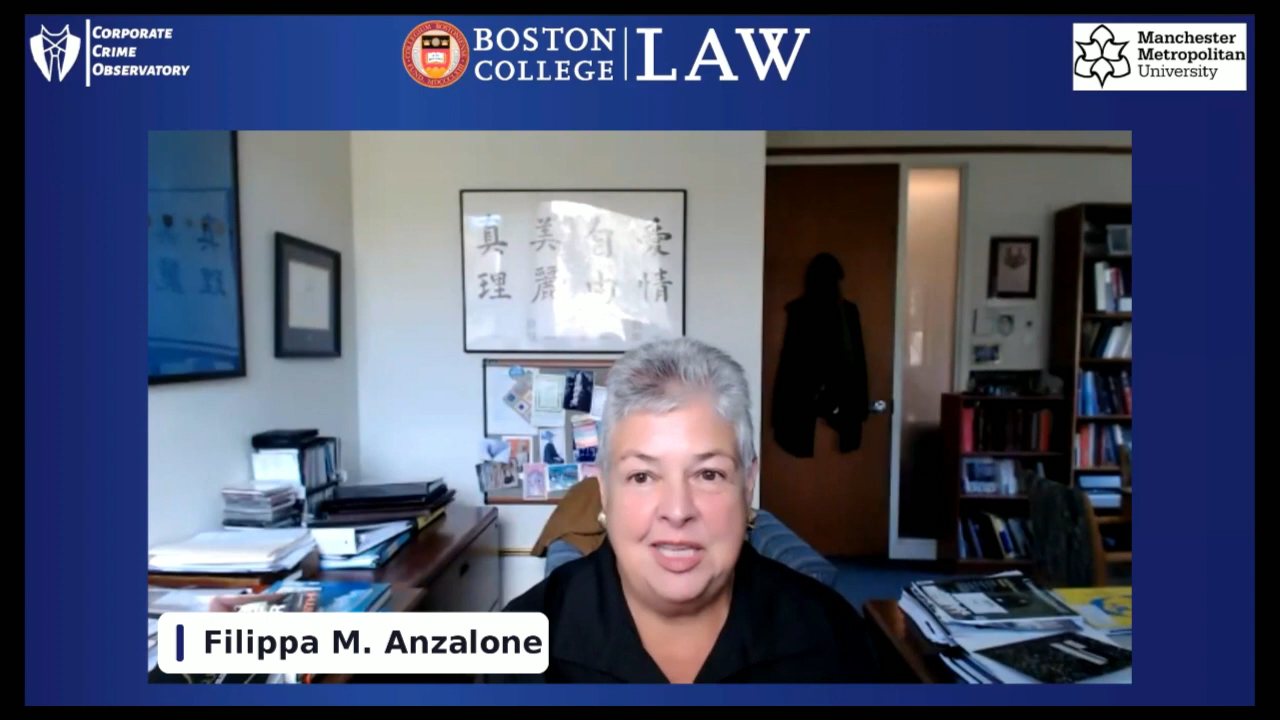 CORPORATE
CRIME
OBSERVATORY
BOSTON
COLLEGE
LAW
Manchester
Metropolitan
University
真 美 自 愛
理 麗 由 情
Filippa M. Anzalone